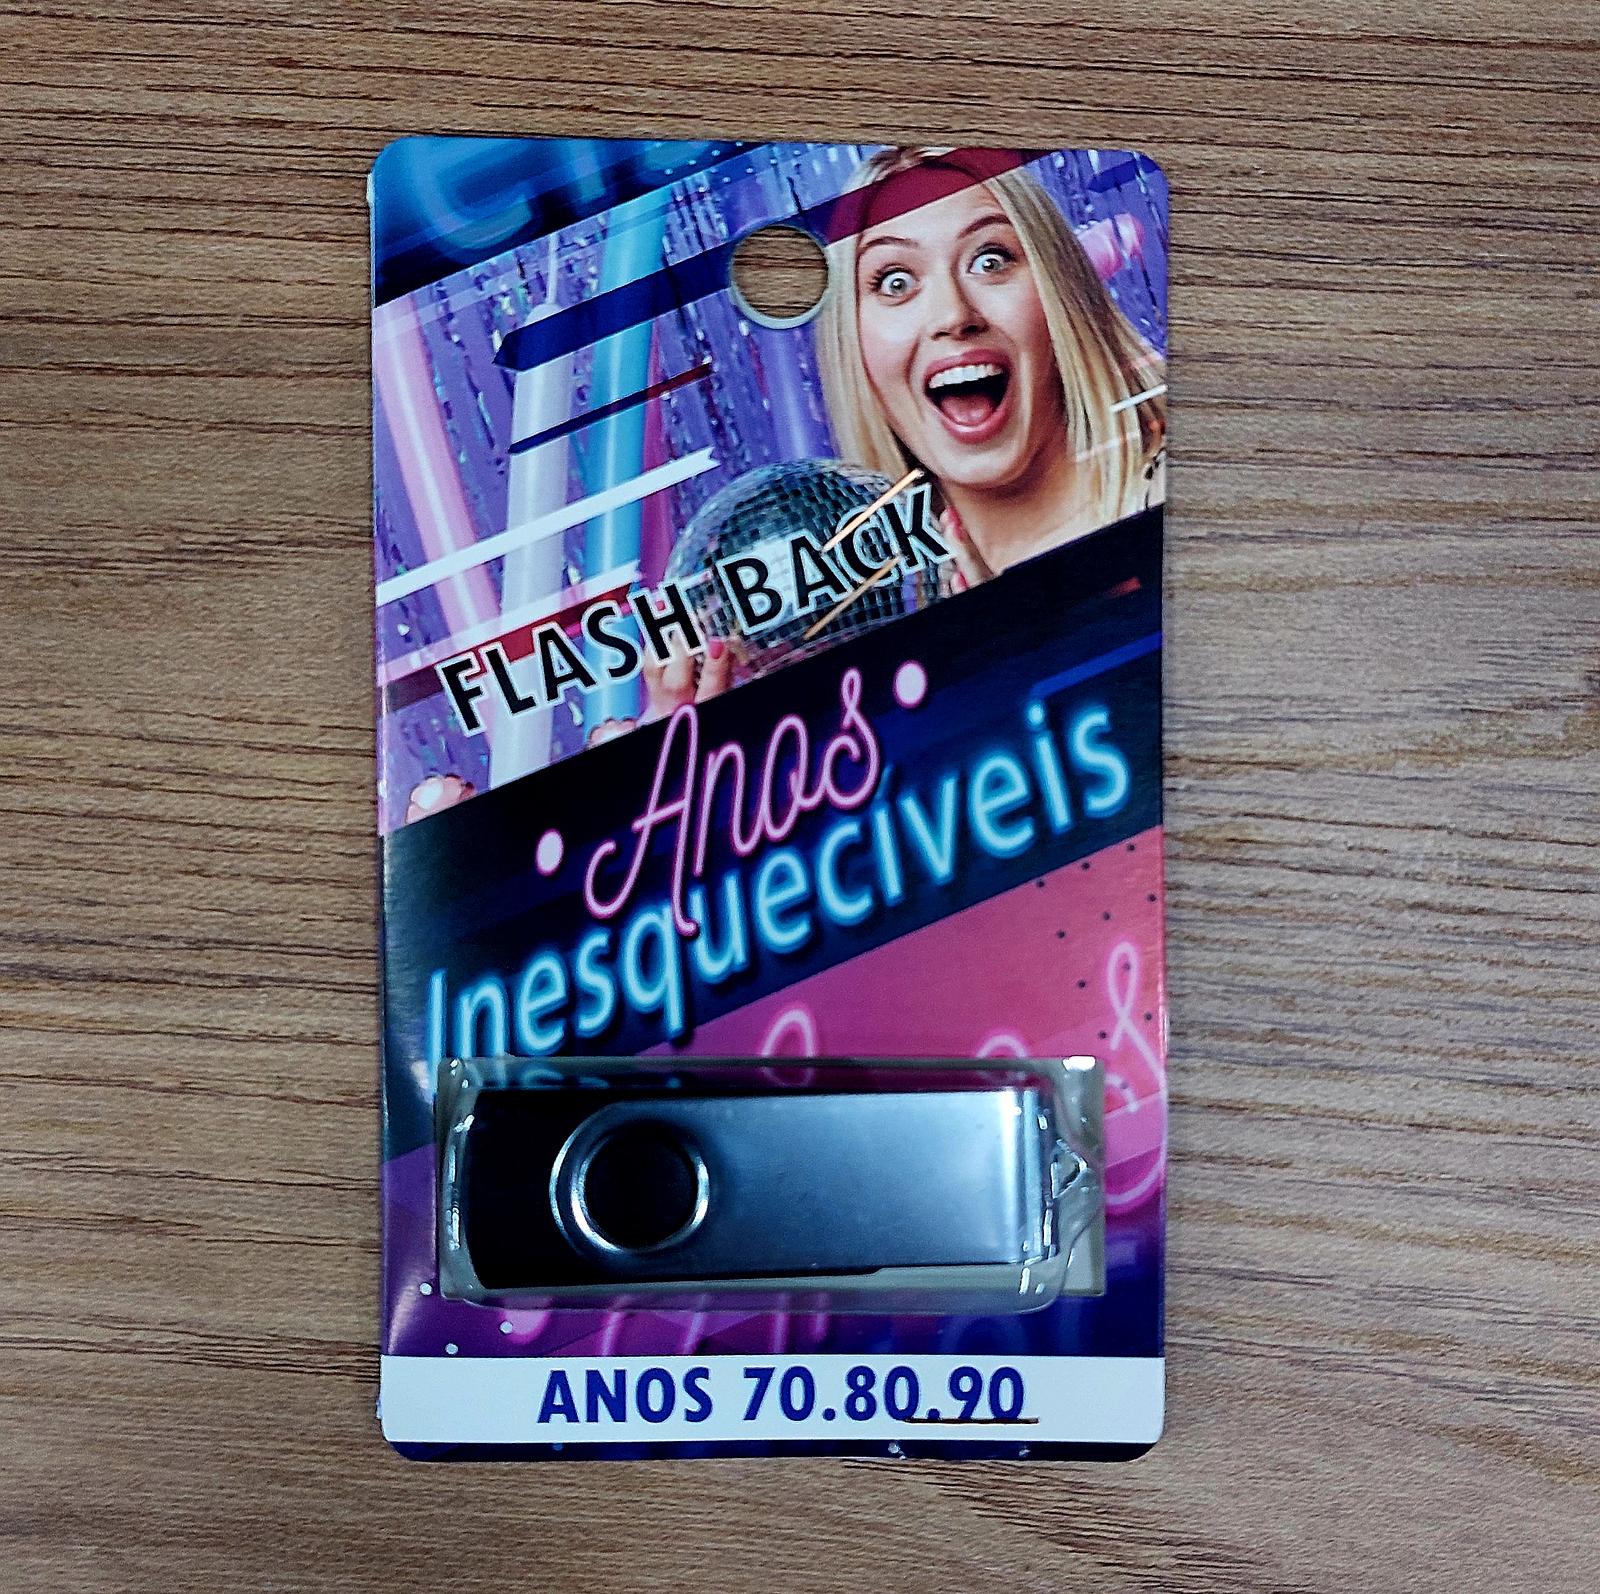 FLASH BACK
Anos
Inesquecíveis
ANOS 70.80.90